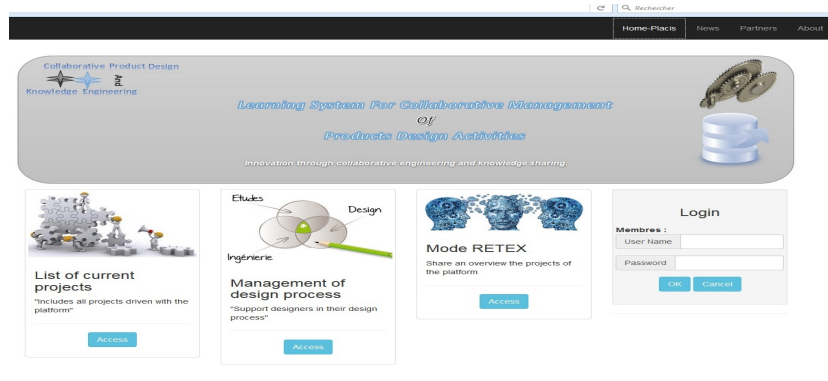 Rechercher
Home-Placis News Partners About
Collaborative Product Design
And
Knowledge Engineering
Learning System For Collaborative Management
Of
Products Design Activities
Innovation through collaborative engineering and knowledge sharing.
Etudes
Design
Ingénierie
List of current
projects
"Includes all projects driven with the
platform"
Access
Management of
design process
"Support designers in their design
process"
Access
Mode RETEX
Share an overview the projects of
the platform
Access
Login
Membres :
User Name
Password
OK Cancel